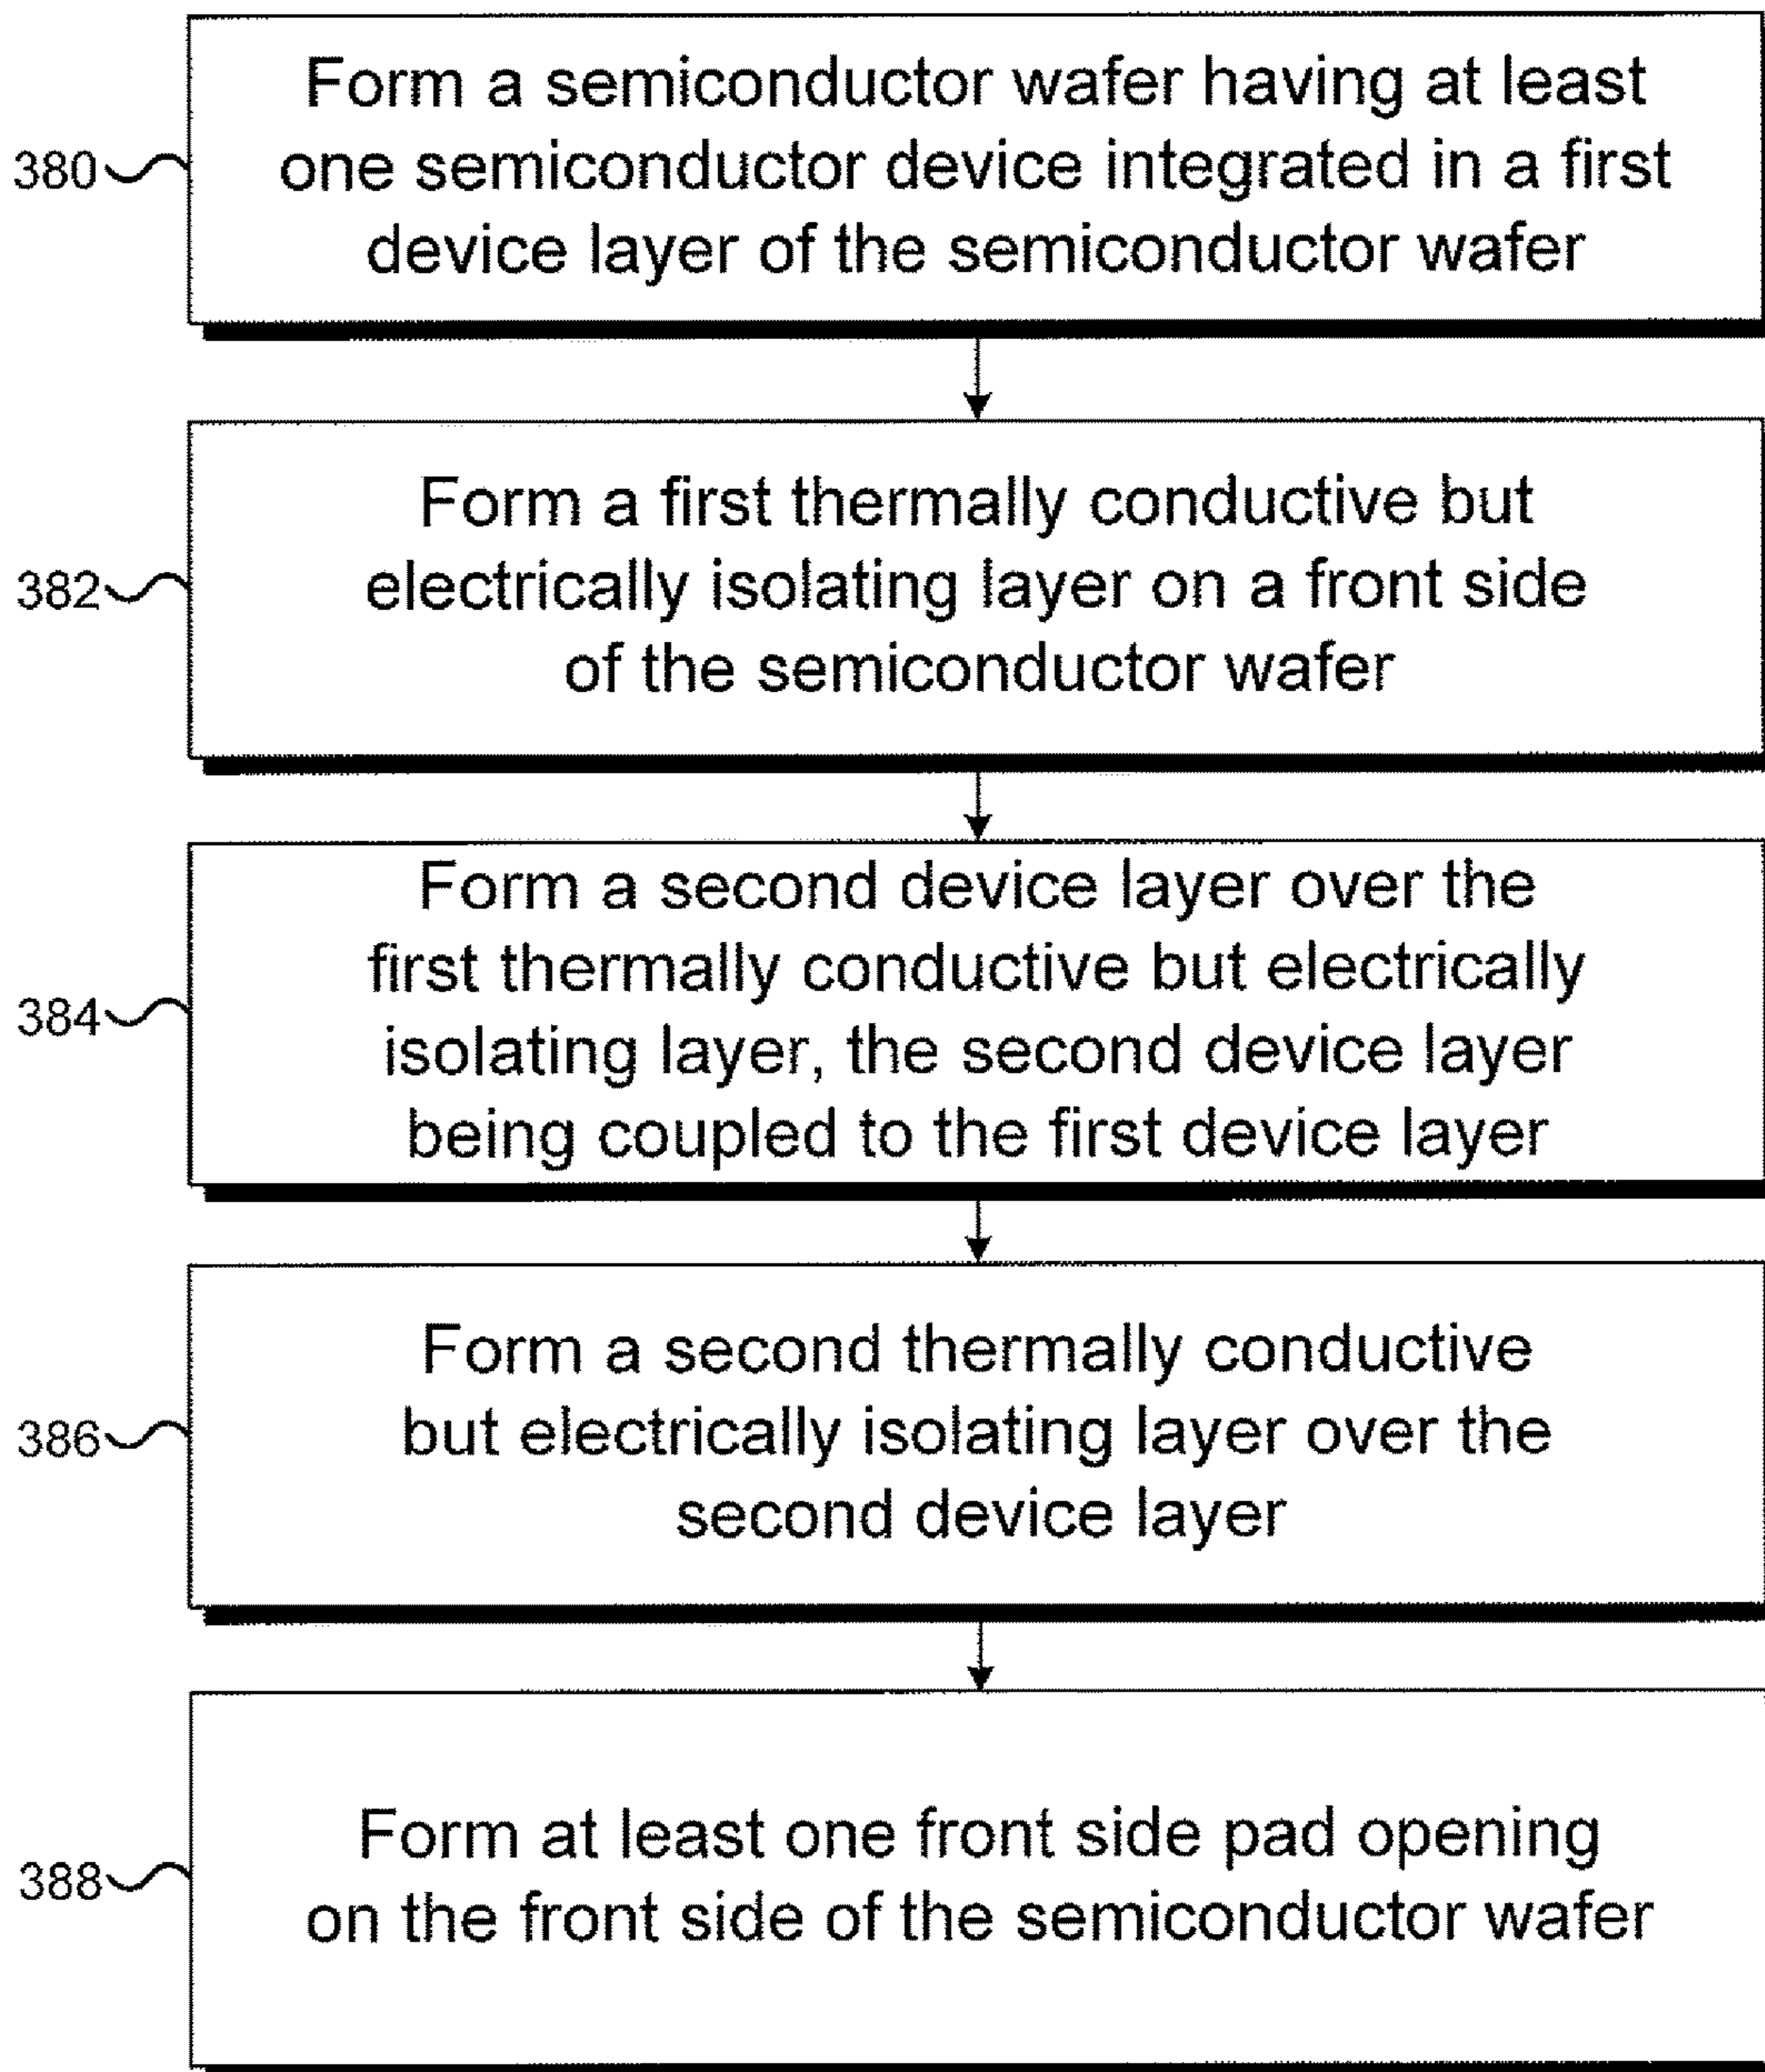 Form a semiconductor wafer having at least
one semiconductor device integrated in a first
device layer of the semiconductor wafer
380
Form a first thermally conductive but
electrically isolating layer on a front side
of the semiconductor wafer
382
Form a second device layer over the
first thermally conductive but electrically
isolating layer, the second device layer
being coupled to the first device layer
384
Form a second thermally conductive
but electrically isolating layer over the
second device layer
386
Form at least one front side pad opening
on the front side of the semiconductor wafer
388